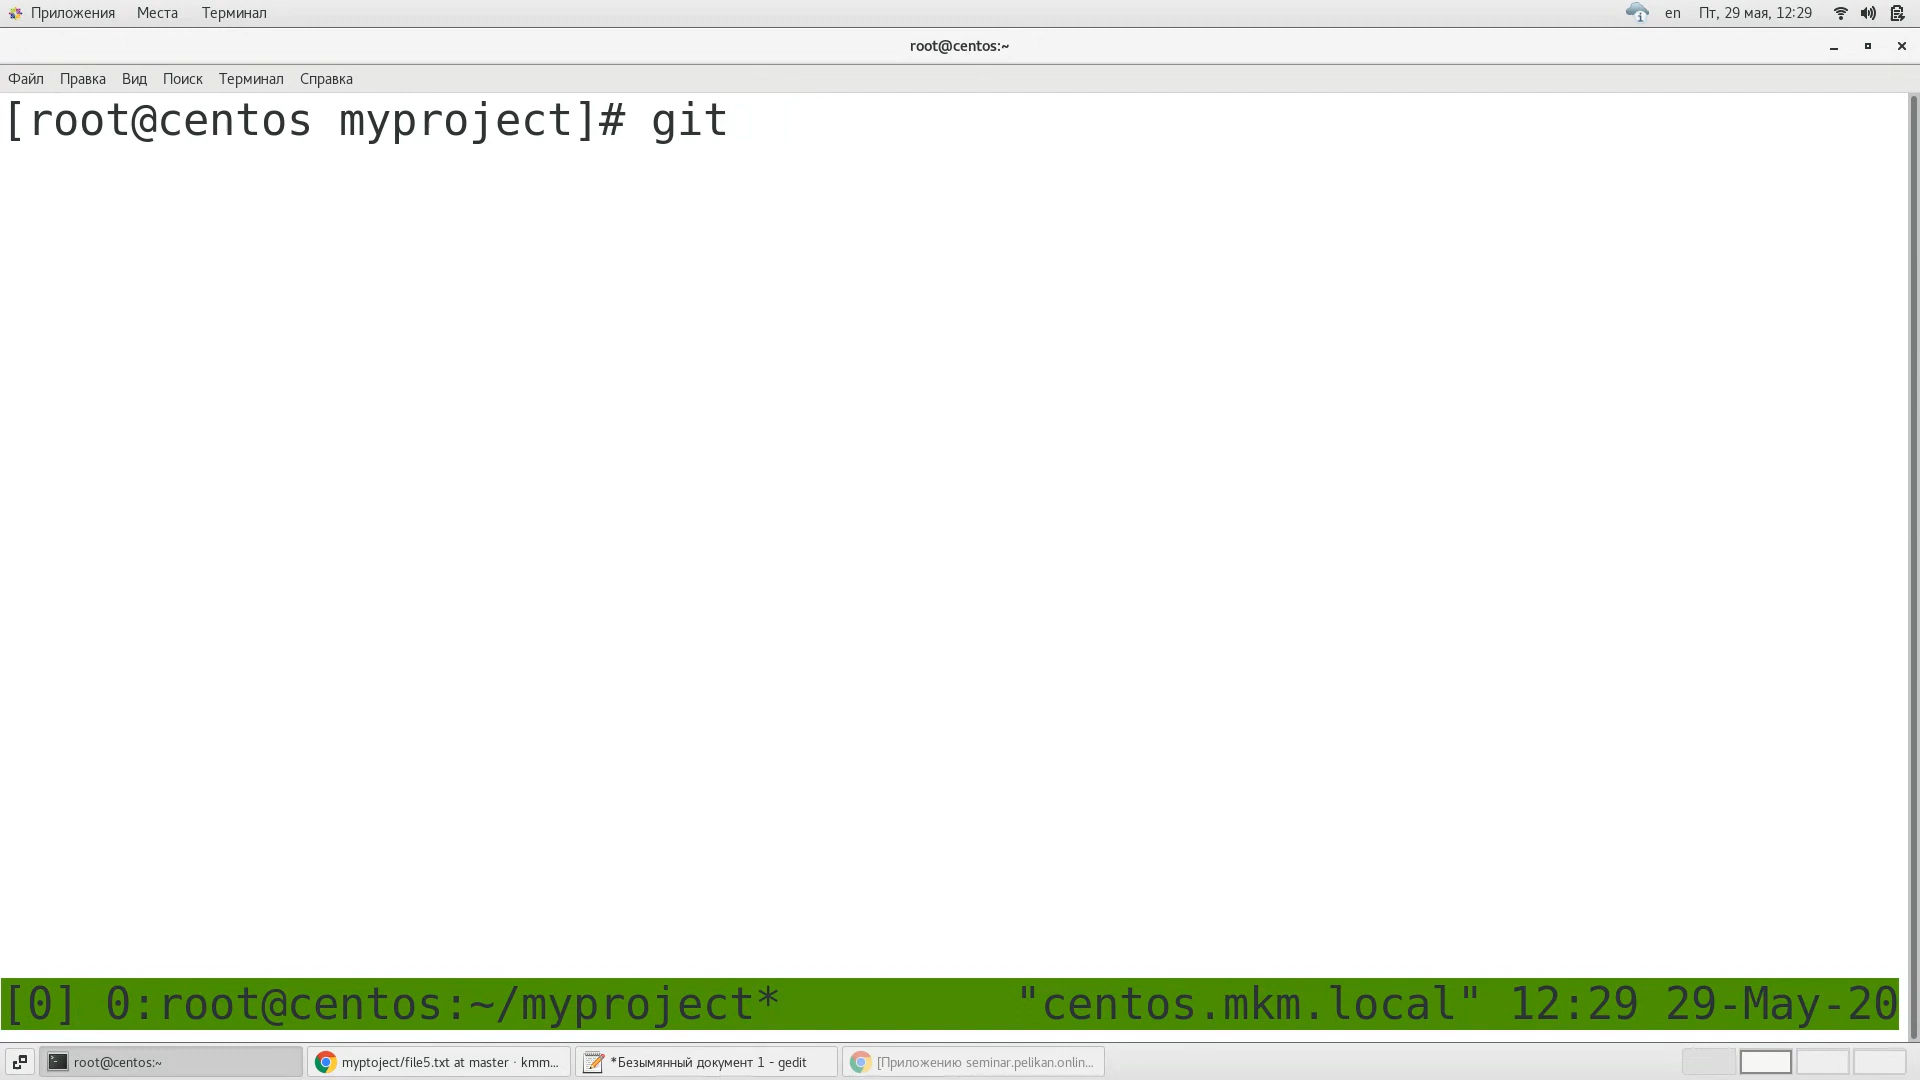 Приложения Места Терминал en Пт, 29 мая, 12:29
root@centos:~
Файл Правка Вид Поиск Терминал Справка
[root@centos myproject]# git
[0] 0:root@centos:~/myproject* "centos.mkm.local" 12:29 29-May-20
root@centos:~ myptoject/file5.txt at master · kmm... *Безымянный документ 1 - gedit [Приложению seminar.pelikan.onlin...